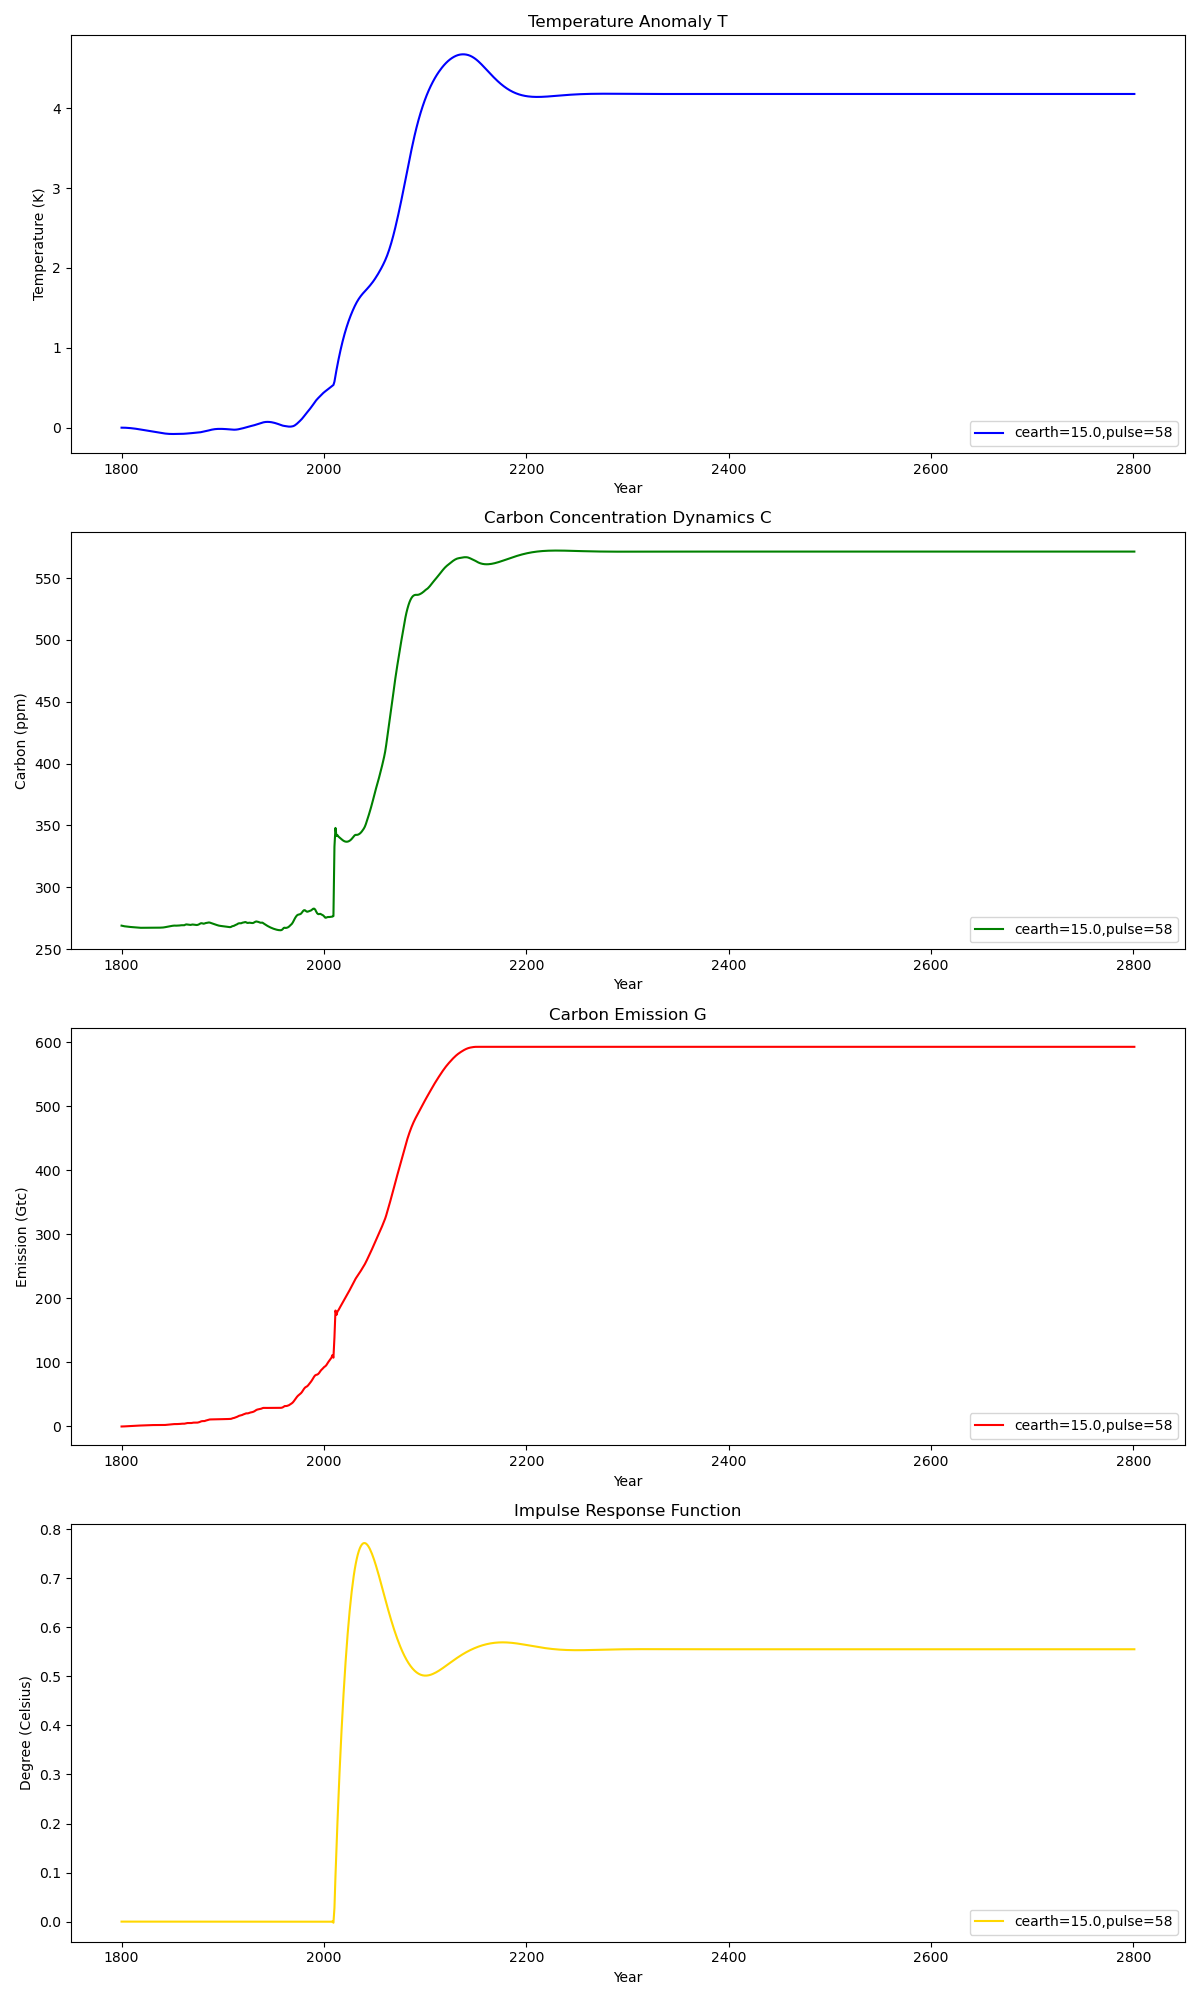 Temperature Anomaly T
Temperature (K)
4
3
2
1
0
cearth=15.0,pulse=58
1800 2000 2200 2400 2600 2800
Year
Carbon Concentration Dynamics C
Carbon (ppm)
550
500
450
400
350
300
250
cearth=15.0,pulse=58
1800 2000 2200 2400 2600 2800
Year
Carbon Emission G
Emission (Gtc)
600
500
400
300
200
100
0
cearth=15.0,pulse=58
1800 2000 2200 2400 2600 2800
Year
Impulse Response Function
Degree (Celsius)
0.8
0.7
0.6
0.5
0.4
0.3
0.2
0.1
0.0
cearth=15.0,pulse=58
1800 2000 2200 2400 2600 2800
Year